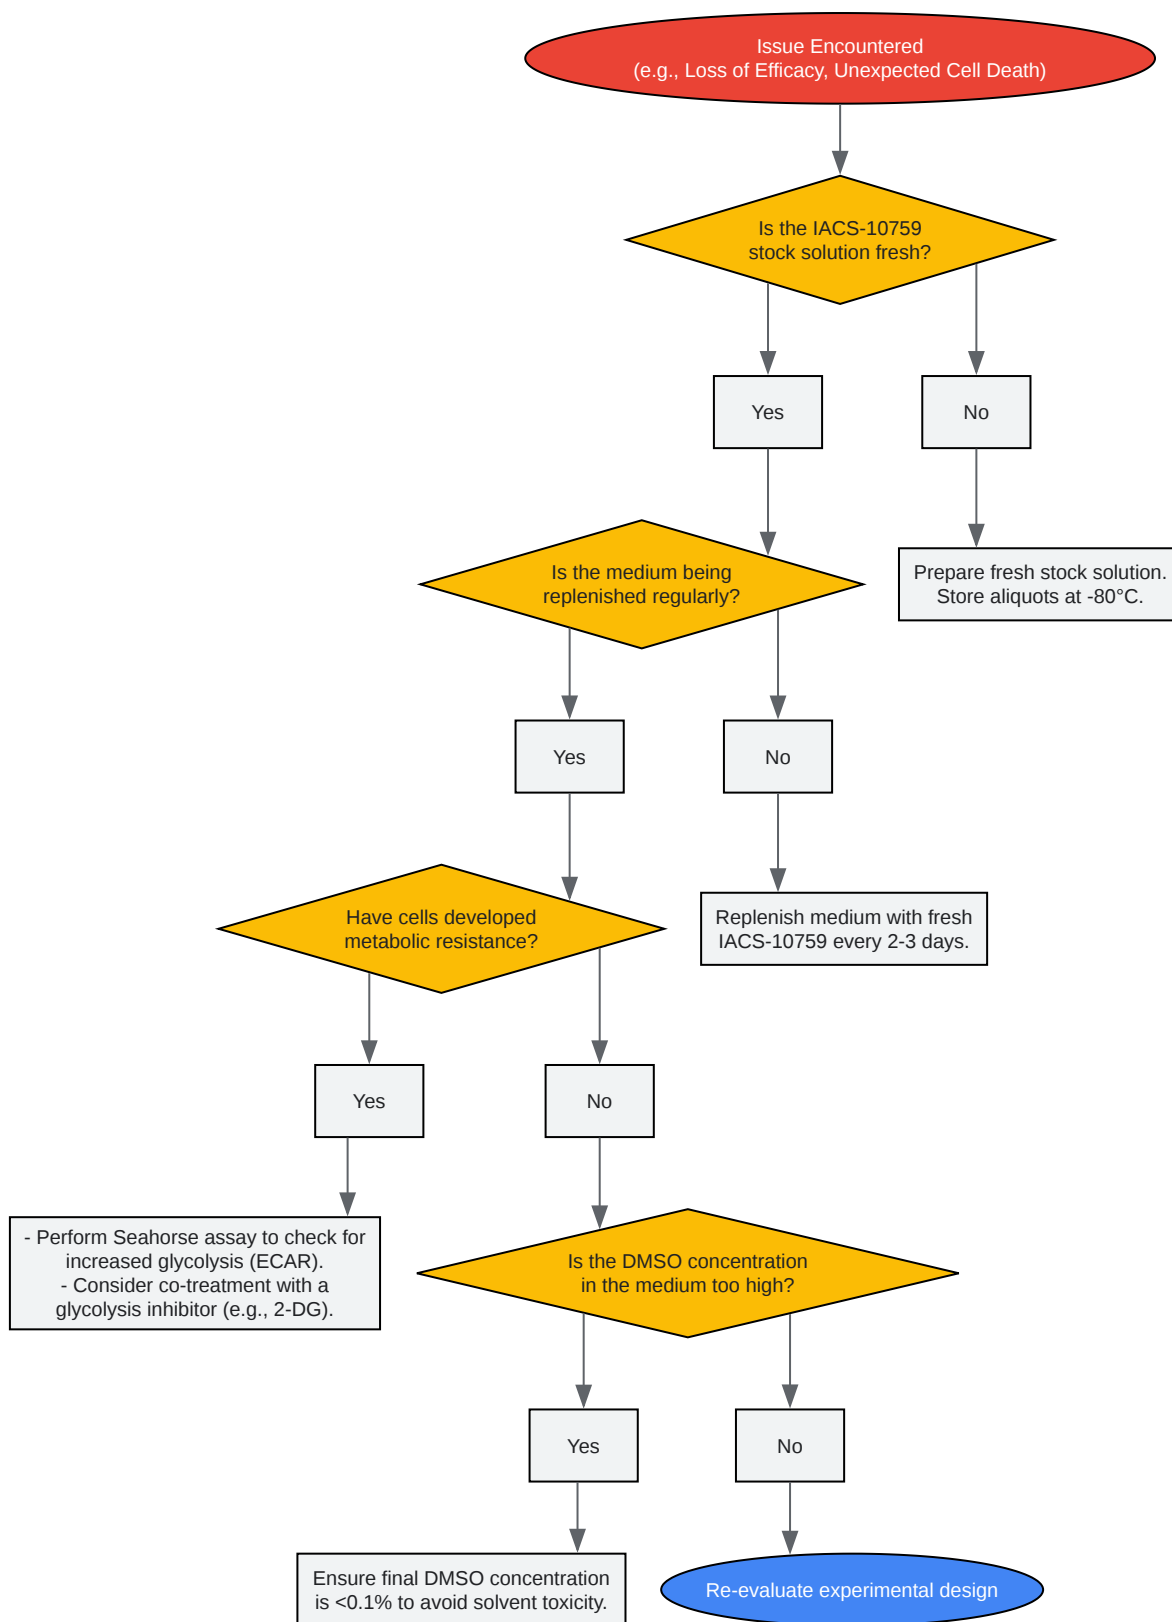 Issue Encountered
(e.g., Loss of Efficacy, Unexpected Cell Death)
Is the IACS-10759
stock solution fresh?
Yes
No
Is the medium being
replenished regularly?
Prepare fresh stock solution.
Store aliquots at -80°C.
Yes
No
Have cells developed
metabolic resistance?
Replenish medium with fresh
IACS-10759 every 2-3 days.
Yes
No
- Perform Seahorse assay to check for
increased glycolysis (ECAR).
- Consider co-treatment with a
glycolysis inhibitor (e.g., 2-DG).
Is the DMSO concentration
in the medium too high?
Yes
No
Ensure final DMSO concentration
is <0.1% to avoid solvent toxicity.
Re-evaluate experimental design